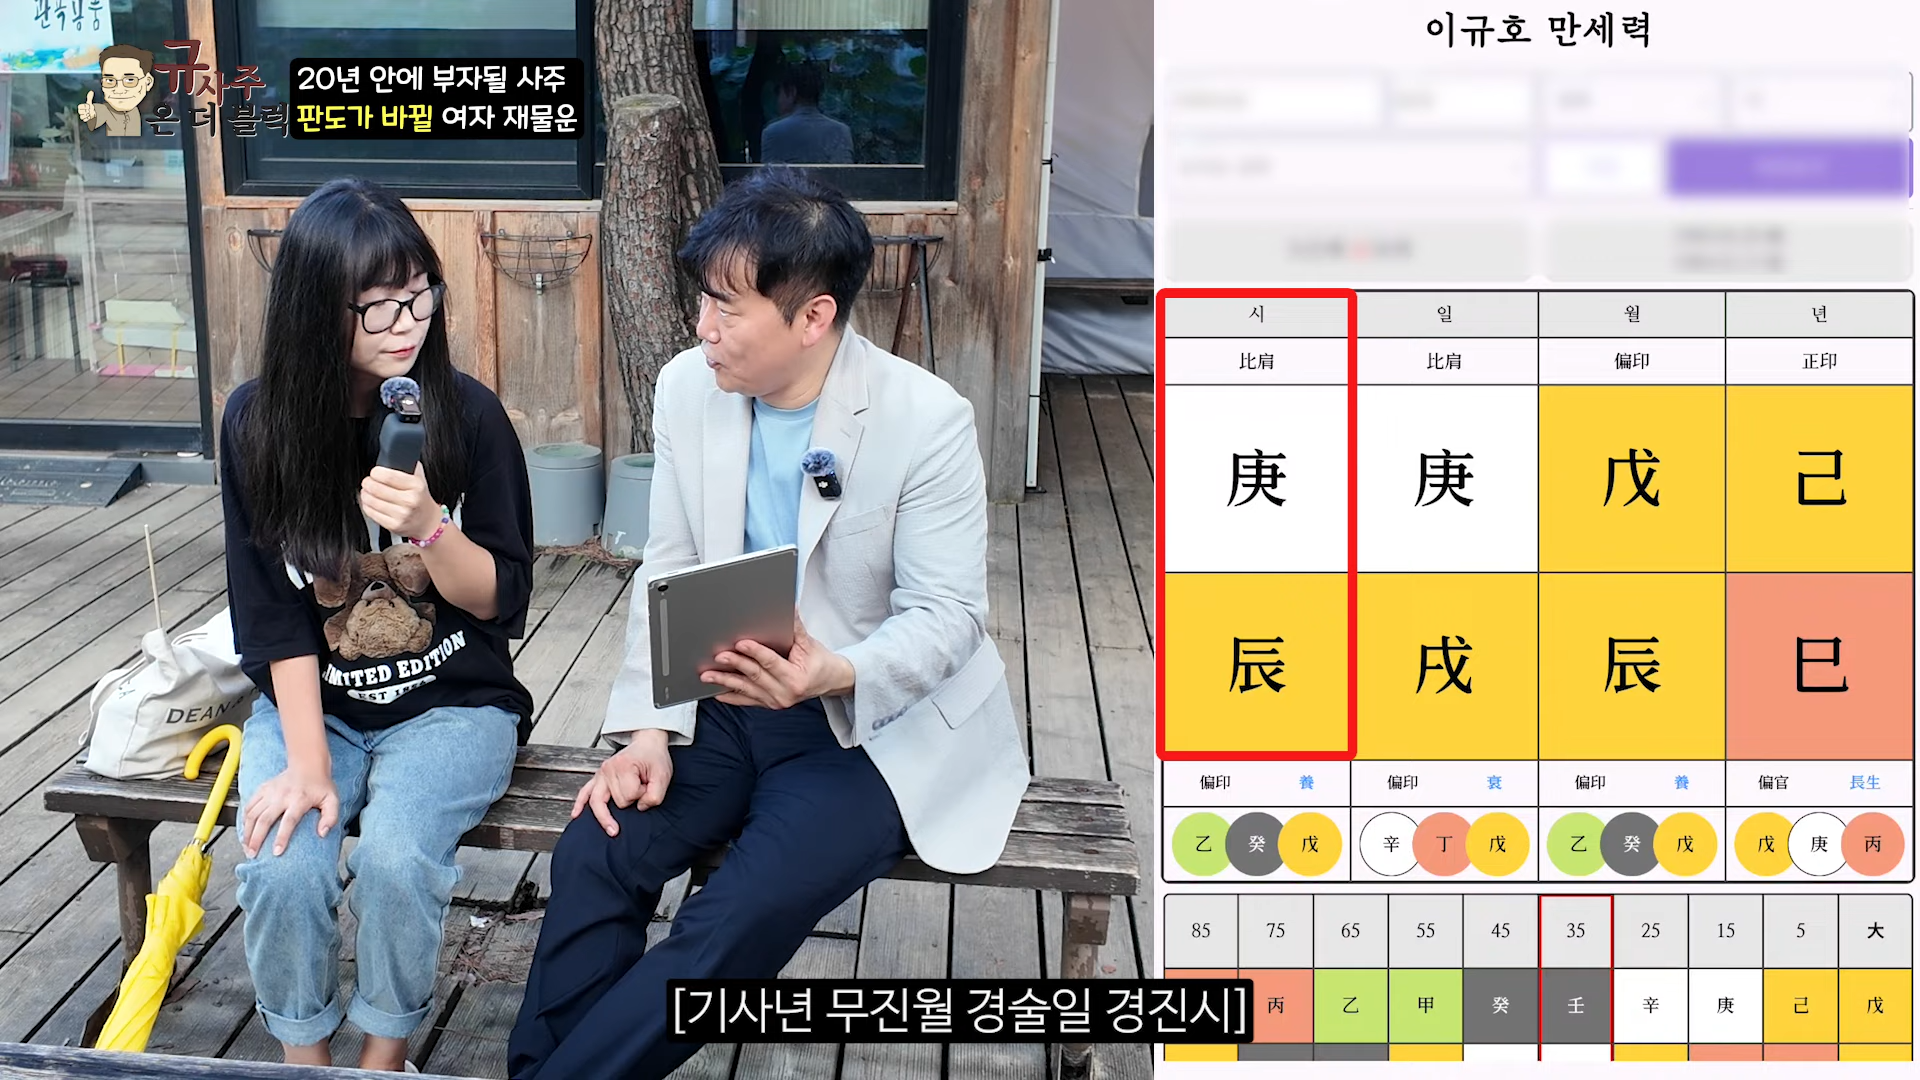 관속용품
규사주
온더블럭
20년 안에 부자될 사주
판도가 바뀔 여자 재물운
DEAN
LIMITED EDITION
[기사년 무진월 경술일 경진시]
이규호 만세력
시 일 월 년
比肩 比肩 偏印 正印
庚 庚 戊 己
辰 戌 辰 巳
偏印 養 偏印 衰 偏印 養 偏官 長生
乙 癸 戊 辛 丁 戊 乙 癸 戊 戊 庚 丙
85 75 65 55 45 35 25 15 5 大
丙 乙 甲 癸 壬 辛 庚 己 戊